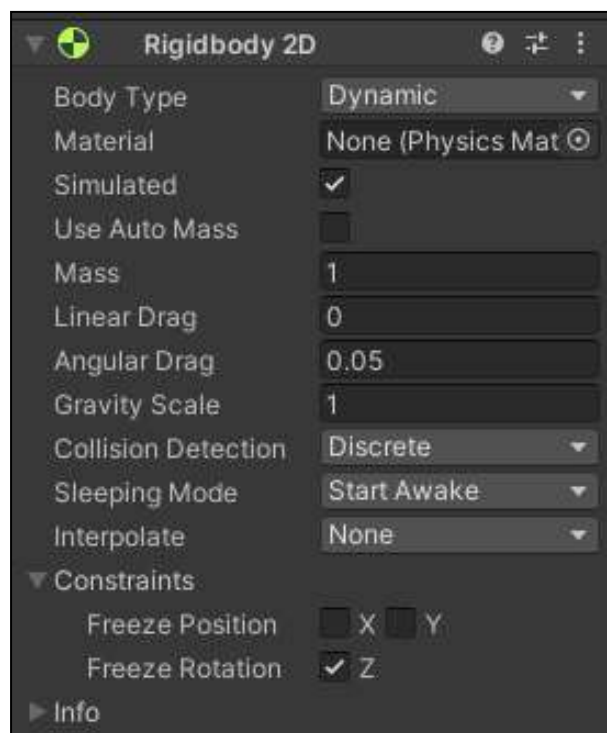 Rigidbody 2D
Body Type Dynamic
Material None (Physics Mat
Simulated
Use Auto Mass
Mass 1
Linear Drag 0
Angular Drag 0.05
Gravity Scale 1
Collision Detection Discrete
Sleeping Mode Start Awake
Interpolate None
Constraints
Freeze Position X Y
Freeze Rotation Z
Info